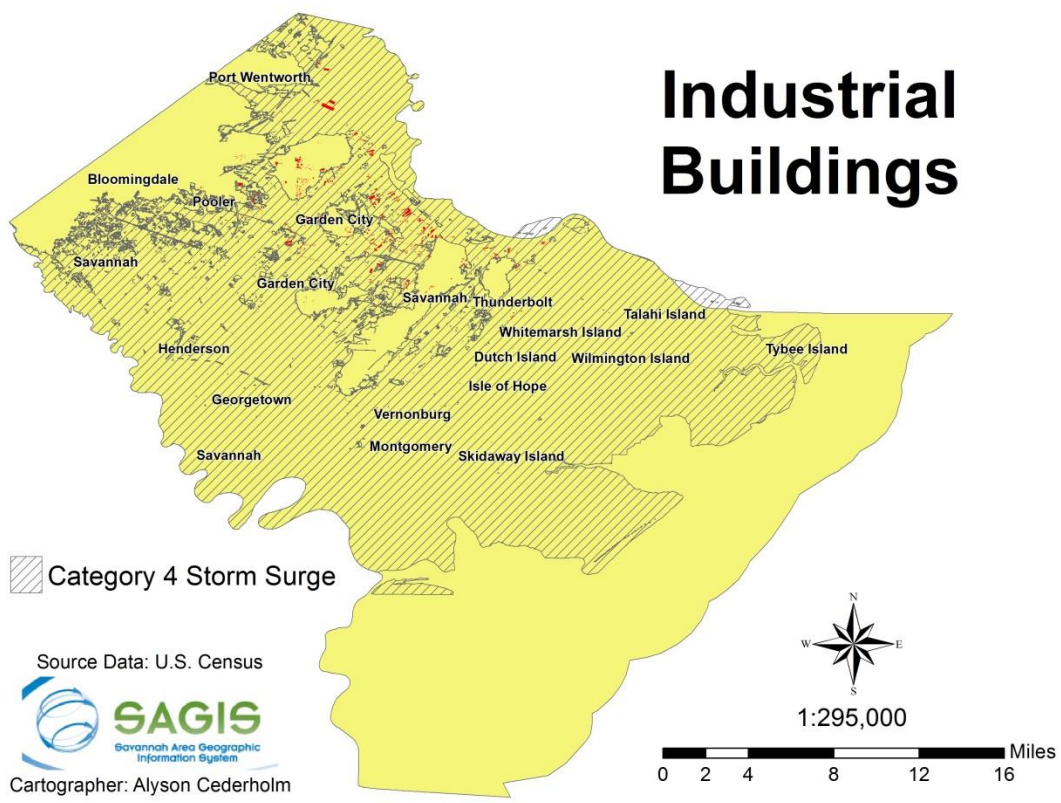 Industrial
Buildings
Port Wentworth
Bloomingdale
Pooler
Garden City
Savannah
Garden City
Savannah
Thunderbolt
Talahi Island
Whitemarsh Island
Henderson
Dutch Island
Wilmington Island
Tybee Island
Isle of Hope
Georgetown
Vernonburg
Montgomery
Savannah
Skidaway Island
Category 4 Storm Surge
Source Data: U.S. Census
SAGIS
Savannah Area Geographic
Information System
Cartographer: Alyson Cederholm
N
W
E
S
1:295,000
Miles
0 2 4 8 12 16